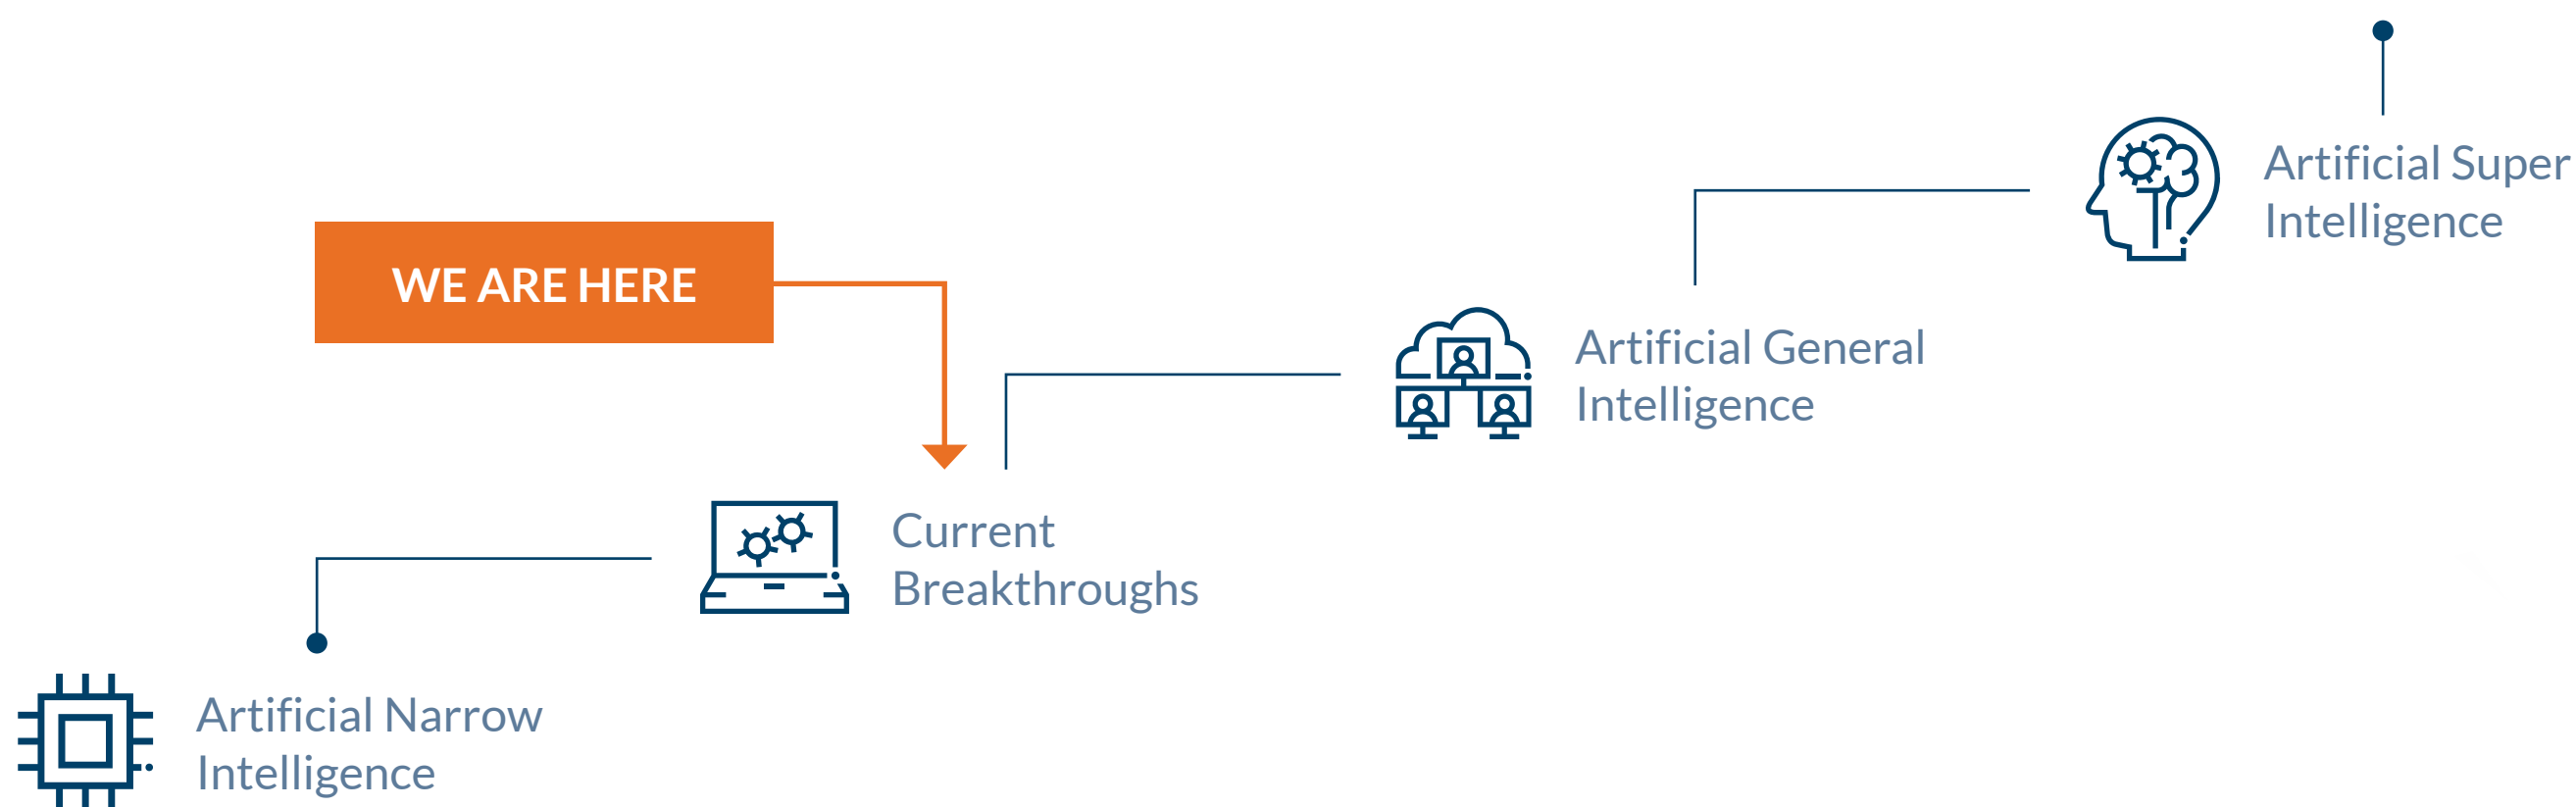 Artificial Super
Intelligence
WE ARE HERE
Artificial General
Intelligence
Current
Breakthroughs
Artificial Narrow
Intelligence